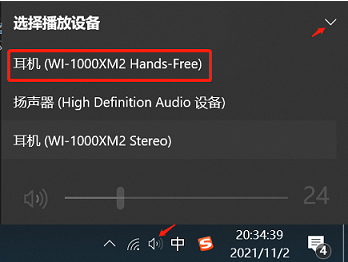 选择播放设备
耳机 (WI-1000XM2 Hands-Free)
扬声器 (High Definition Audio 设备)
耳机 (WI-1000XM2 Stereo)
24
中 S 20:34:39
2021/11/2
4